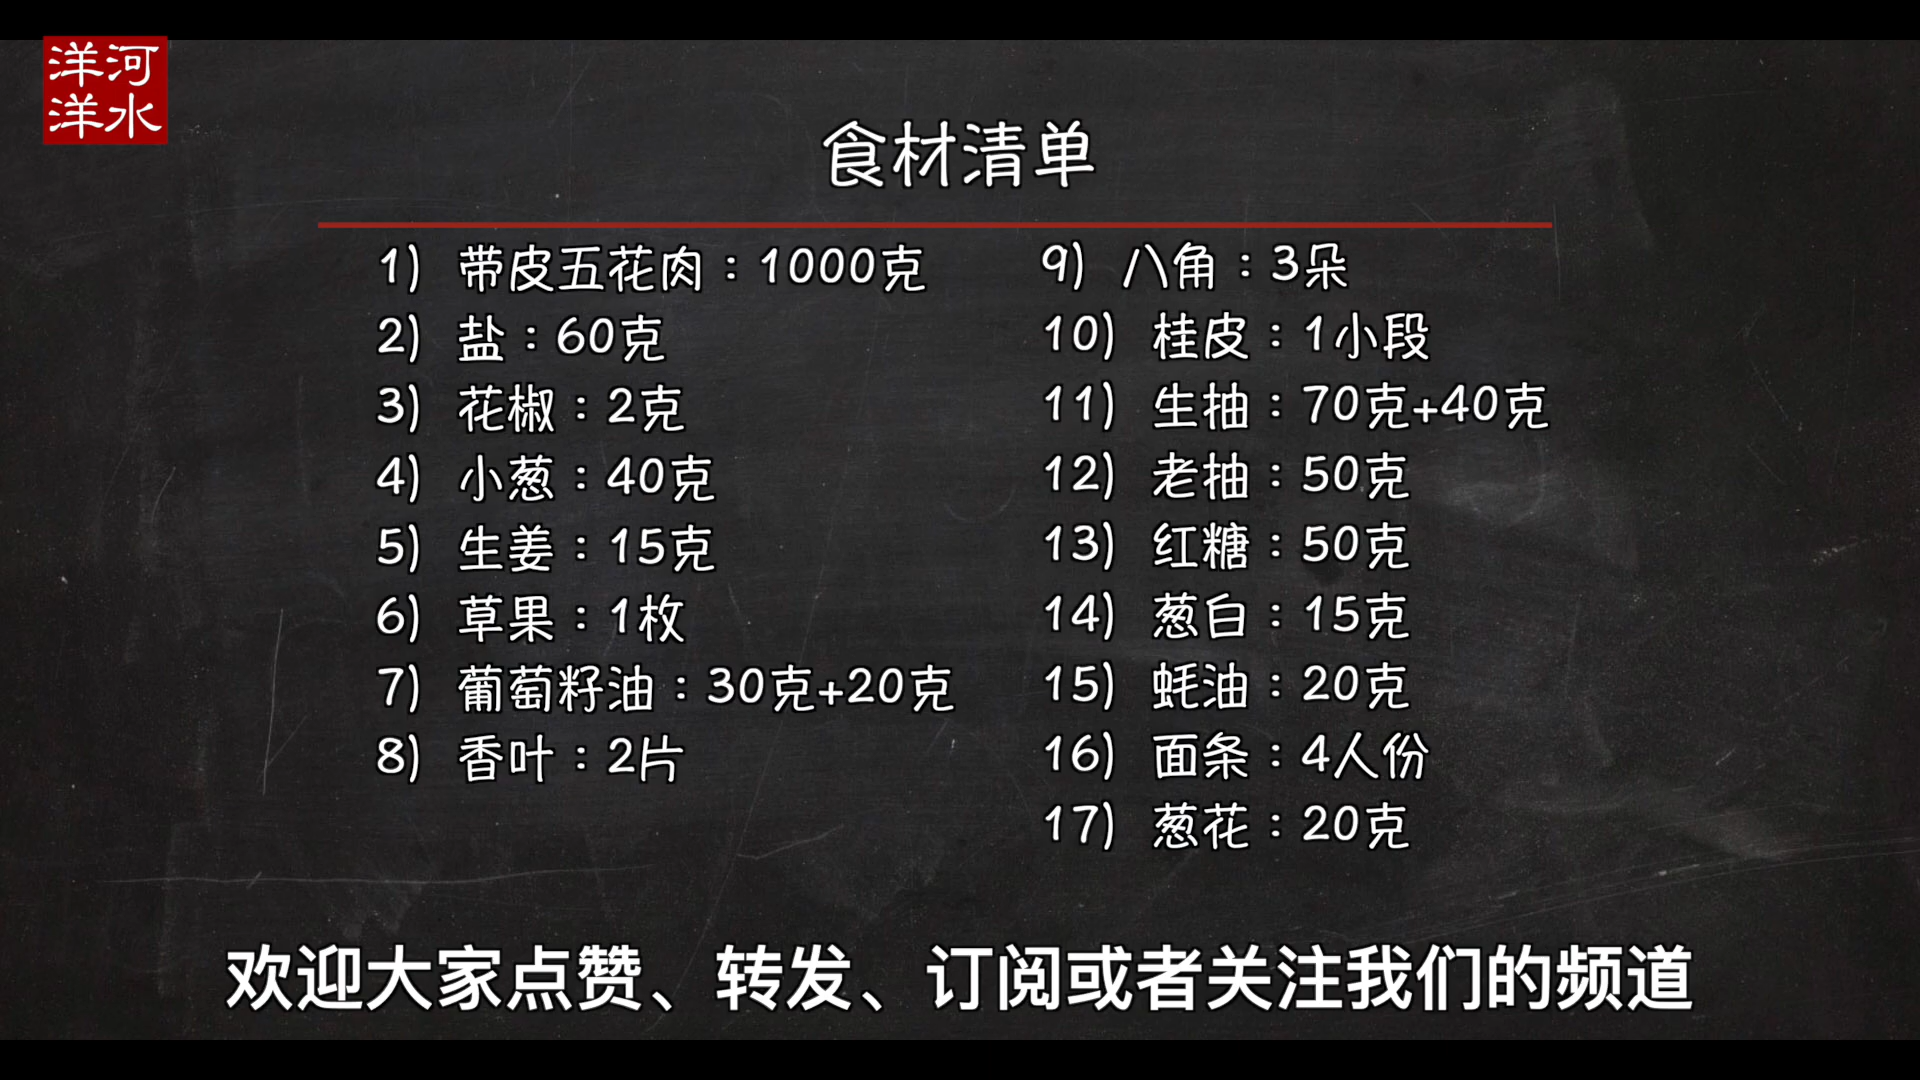 洋河
洋水
食材清单
1) 带皮五花肉：1000克
2) 盐：60克
3) 花椒：2克
4) 小葱：40克
5) 生姜：15克
6) 草果：1枚
7) 葡萄籽油：30克+20克
8) 香叶：2片
9) 八角：3朵
10) 桂皮：1小段
11) 生抽：70克+40克
12) 老抽：50克
13) 红糖：50克
14) 葱白：15克
15) 蚝油：20克
16) 面条：4人份
17) 葱花：20克
欢迎大家点赞、转发、订阅或者关注我们的频道